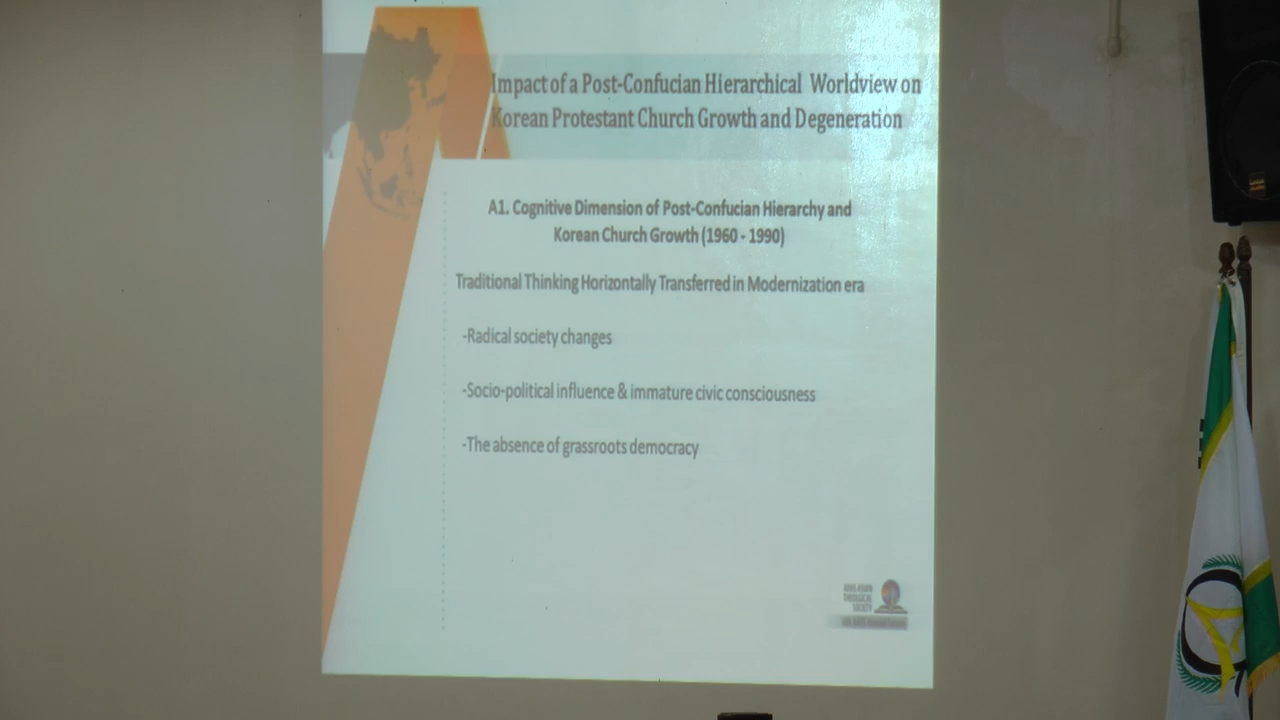 Impact of a Post-Confucian Hierarchical Worldview on
Korean Protestant Church Growth and Degeneration
A1. Cognitive Dimension of Post-Confucian Hierarchy and
Korean Church Growth (1960 - 1990)
Traditional Thinking Horizontally Transferred in Modernization era
-Radical society changes
-Socio-political influence & immature civic consciousness
-The absence of grassroots democracy
THEOLOGICAL
SOCIETY